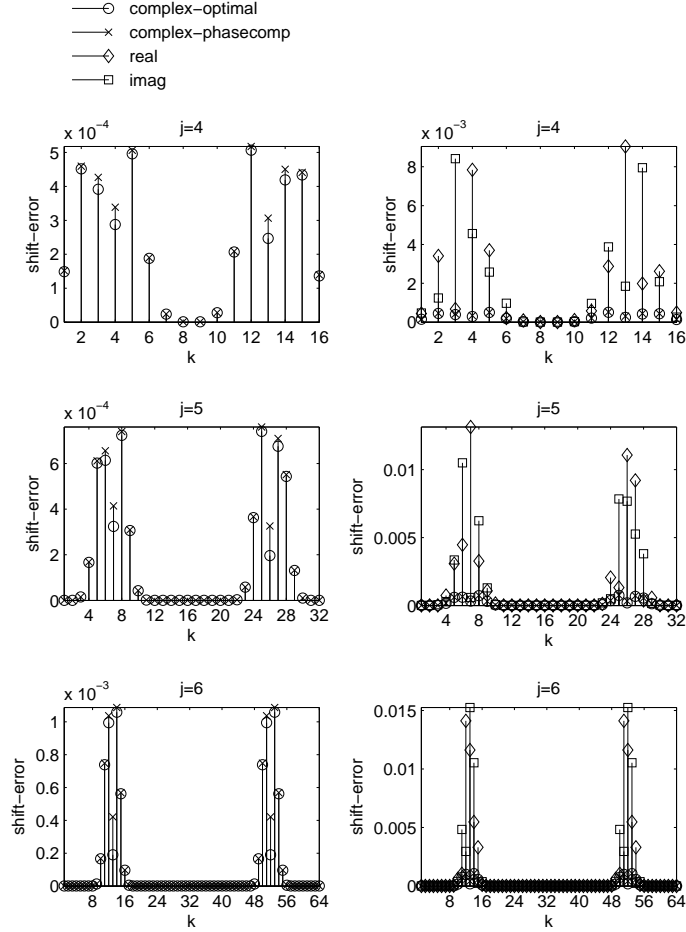 complex−optimal
complex−phasecomp
real
imag
x 10⁻⁴
j=4
5
4
3
2
1
0
shift−error
2 4 6 8 10 12 14 16
k
x 10⁻³
j=4
8
6
4
2
0
shift−error
2 4 6 8 10 12 14 16
k
x 10⁻⁴
j=5
6
4
2
0
shift−error
4 8 12 16 20 24 28 32
k
j=5
0.01
0.005
0
shift−error
4 8 12 16 20 24 28 32
k
x 10⁻³
j=6
1
0.8
0.6
0.4
0.2
0
shift−error
8 16 24 32 40 48 56 64
k
j=6
0.015
0.01
0.005
0
shift−error
8 16 24 32 40 48 56 64
k